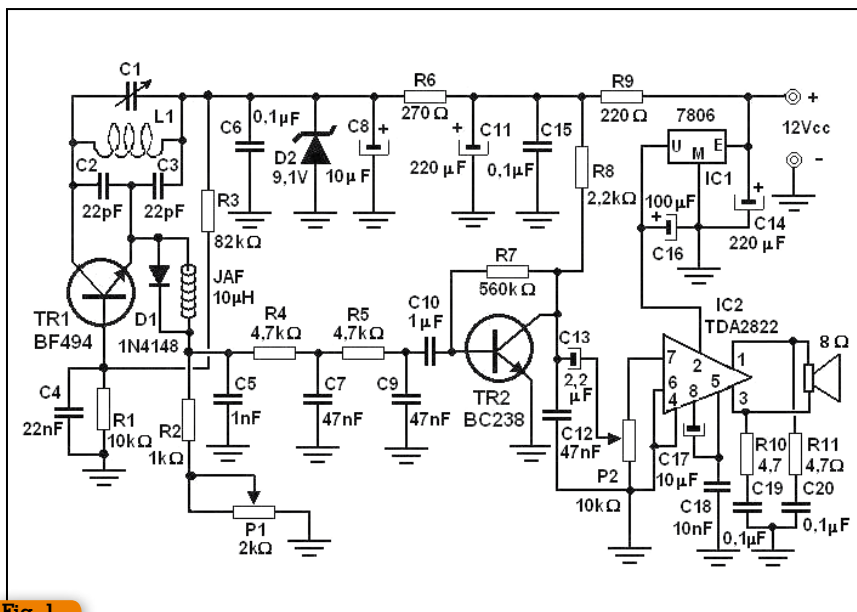 C1
L1
C2
C3
22pF
22pF
R3
82kΩ
C6
0,1µF
D2
9,1V
C8
+
10µF
R6
270Ω
C11
+
220 µF
C15
0,1µF
R9
220Ω
R8
2,2kΩ
7806
U
M
E
IC1
+
12Vcc
-
100µF
+
C16
+
C14
220 µF
TR1
BF494
D1
1N4148
JAF
10µH
R4
4,7kΩ
R5
4,7kΩ
C10
1µF
R7
560kΩ
TR2
BC238
C13
2,2
µF
IC2
TDA2822
8 Ω
7
6
4
2
8
5
1
3
C4
22nF
R1
10kΩ
R2
1kΩ
C5
1nF
C7
47nF
C9
47nF
C12
47nF
P2
10kΩ
C17
10µF
C18
10nF
R10
4,7
R11
4,7Ω
C19
0,1µF
C20
0,1µF
P1
2kΩ
Fig. 1